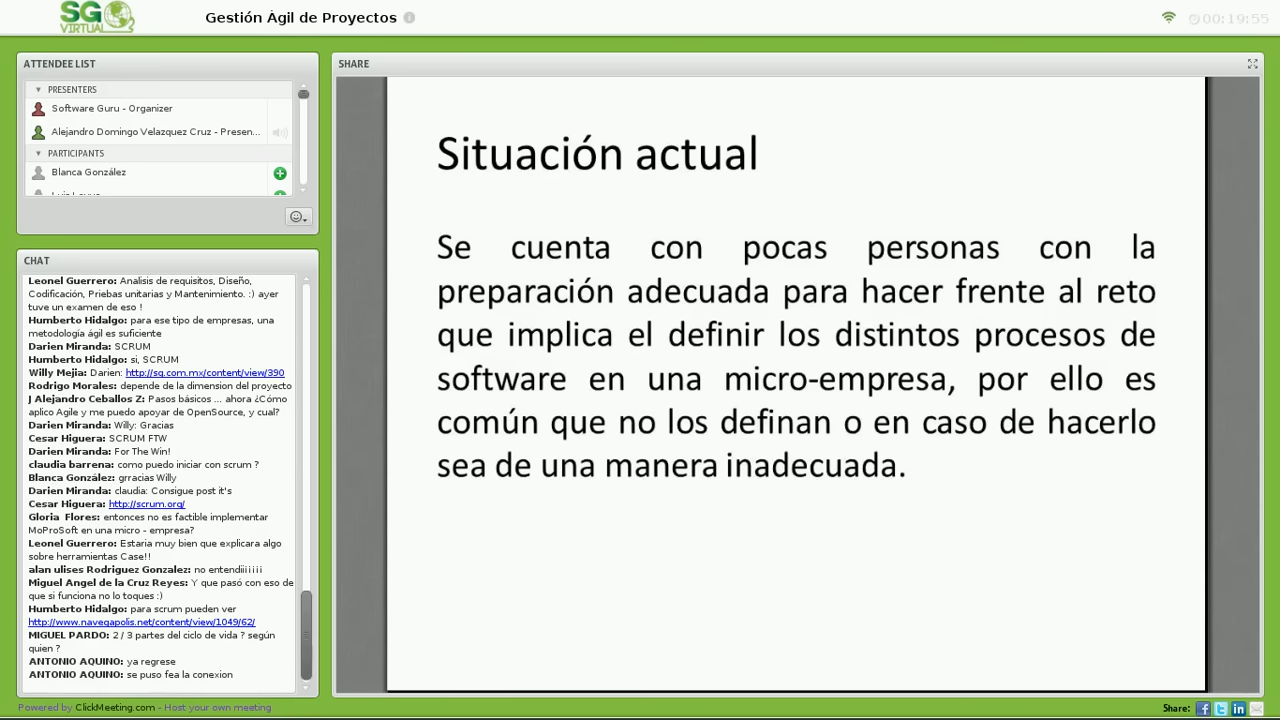 SG
VIRTUAL
Gestión Ágil de Proyectos
00:19:55
ATTENDEE LIST
PRESENTERS
Software Guru - Organizer
Alejandro Domingo Velazquez Cruz - Presen...
PARTICIPANTS
Blanca González
CHAT
Leonel Guerrero: Analisis de requisitos, Diseño,
Codificación, Priebas unitarias y Mantenimiento. :) ayer
tuve un examen de eso !
Humberto Hidalgo: para ese tipo de empresas, una
metodología ágil es suficiente
Darien Miranda: SCRUM
Humberto Hidalgo: si, SCRUM
Willy Mejia: Darien: http://sg.com.mx/content/view/390
Rodrigo Morales: depende de la dimension del proyecto
J Alejandro Ceballos Z: Pasos básicos ... ahora ¿Cómo
aplico Agile y me puedo apoyar de OpenSource, y cual?
Darien Miranda: Willy: Gracias
Cesar Higuera: SCRUM FTW
Darien Miranda: For The Win!
claudia barrena: como puedo iniciar con scrum ?
Blanca González: grracias Willy
Darien Miranda: claudia: Consigue post it's
Cesar Higuera: http://scrum.org/
Gloria Flores: entonces no es factible implementar
MoProSoft en una micro - empresa?
Leonel Guerrero: Estaria muy bien que explicara algo
sobre herramientas Case!!
alan ulises Rodriguez Gonzalez: no entendiiiiii
Miguel Angel de la Cruz Reyes: Y que pasó con eso de
que si funciona no lo toques :)
Humberto Hidalgo: para scrum pueden ver
http://www.navegapolis.net/content/view/1049/62/
MIGUEL PARDO: 2 / 3 partes del ciclo de vida ? según
quien ?
ANTONIO AQUINO: ya regrese
ANTONIO AQUINO: se puso fea la conexion
SHARE
Situación actual
Se cuenta con pocas personas con la
preparación adecuada para hacer frente al reto
que implica el definir los distintos procesos de
software en una micro-empresa, por ello es
común que no los definan o en caso de hacerlo
sea de una manera inadecuada.
Powered by ClickMeeting.com - Host your own meeting
Share: